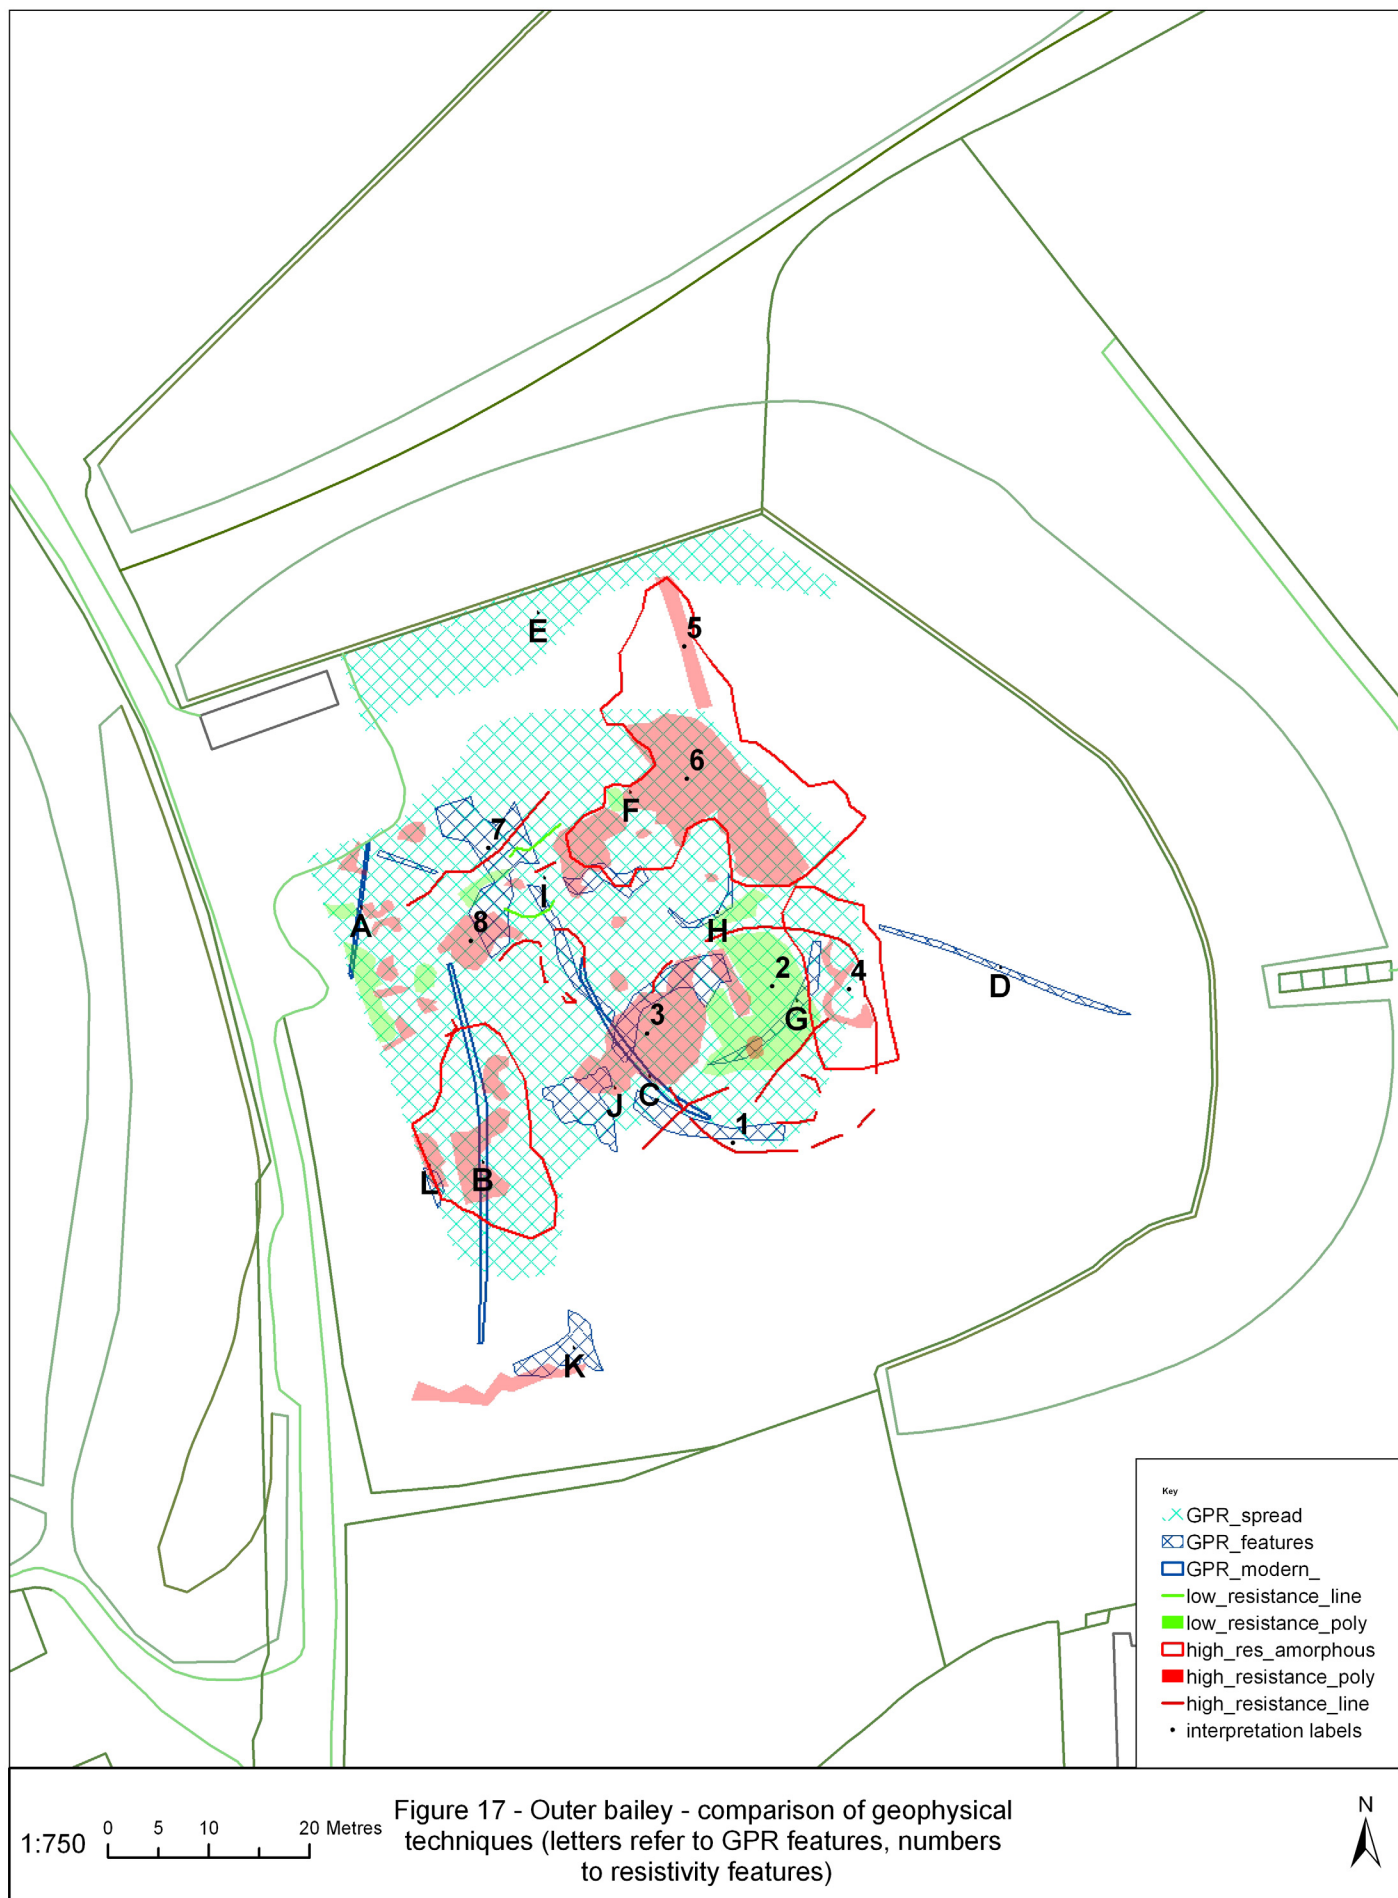 E
5
6
F
7
I
8
A
H
2
4
3
G
D
C
J
1
L
B
K
Key
GPR_spread
GPR_features
GPR_modern_
low_resistance_line
low_resistance_poly
high_res_amorphous
high_resistance_poly
high_resistance_line
interpretation labels
1:750
0 5 10 20 Metres
Figure 17 - Outer bailey - comparison of geophysical
techniques (letters refer to GPR features, numbers
to resistivity features)
N